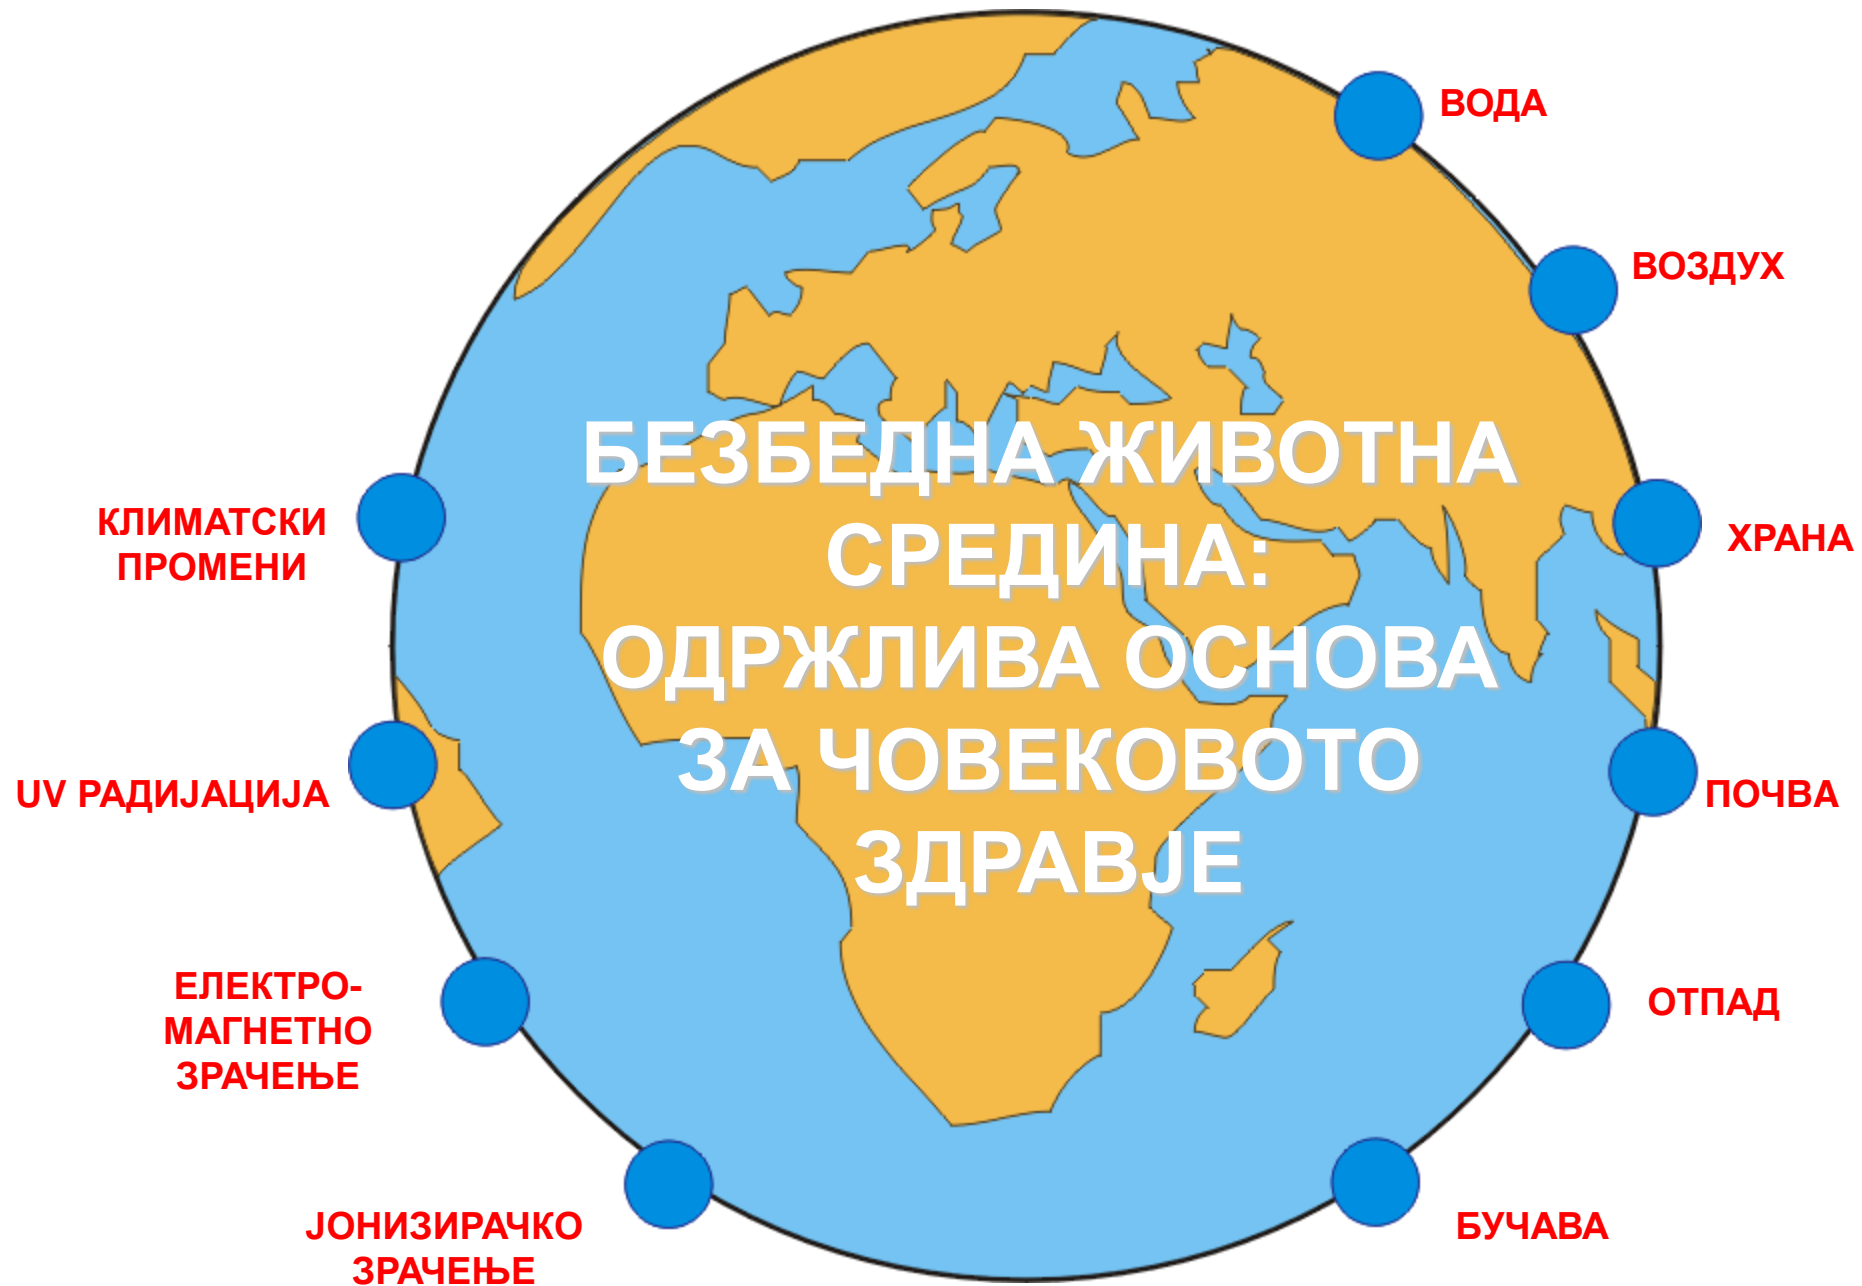 БЕЗБЕДНА ЖИВОТНА
СРЕДИНА:
ОДРЖЛИВА ОСНОВА
ЗА ЧОВЕКОВОТО
ЗДРАВЈЕ
ВОДА
ВОЗДУХ
ХРАНА
ПОЧВА
ОТПАД
БУЧАВА
ЈОНИЗИРАЧКО
ЗРАЧЕЊЕ
ЕЛЕКТРО-
МАГНЕТНО
ЗРАЧЕЊЕ
UV РАДИЈАЦИЈА
КЛИМАТСКИ
ПРОМЕНИ